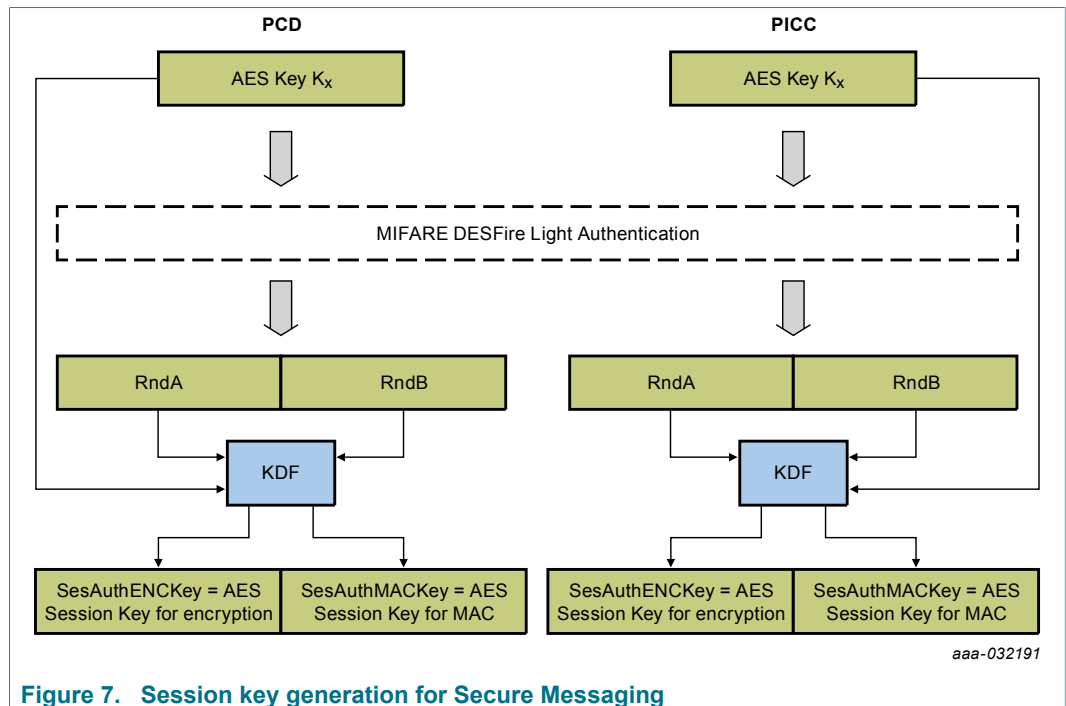 PCD
PICC
AES Key Kx
AES Key Kx
MIFARE DESFire Light Authentication
RndA
RndB
RndA
RndB
KDF
KDF
SesAuthENCKey = AES
Session Key for encryption
SesAuthMACKey = AES
Session Key for MAC
SesAuthENCKey = AES
Session Key for encryption
SesAuthMACKey = AES
Session Key for MAC
aaa-032191
Figure 7. Session key generation for Secure Messaging